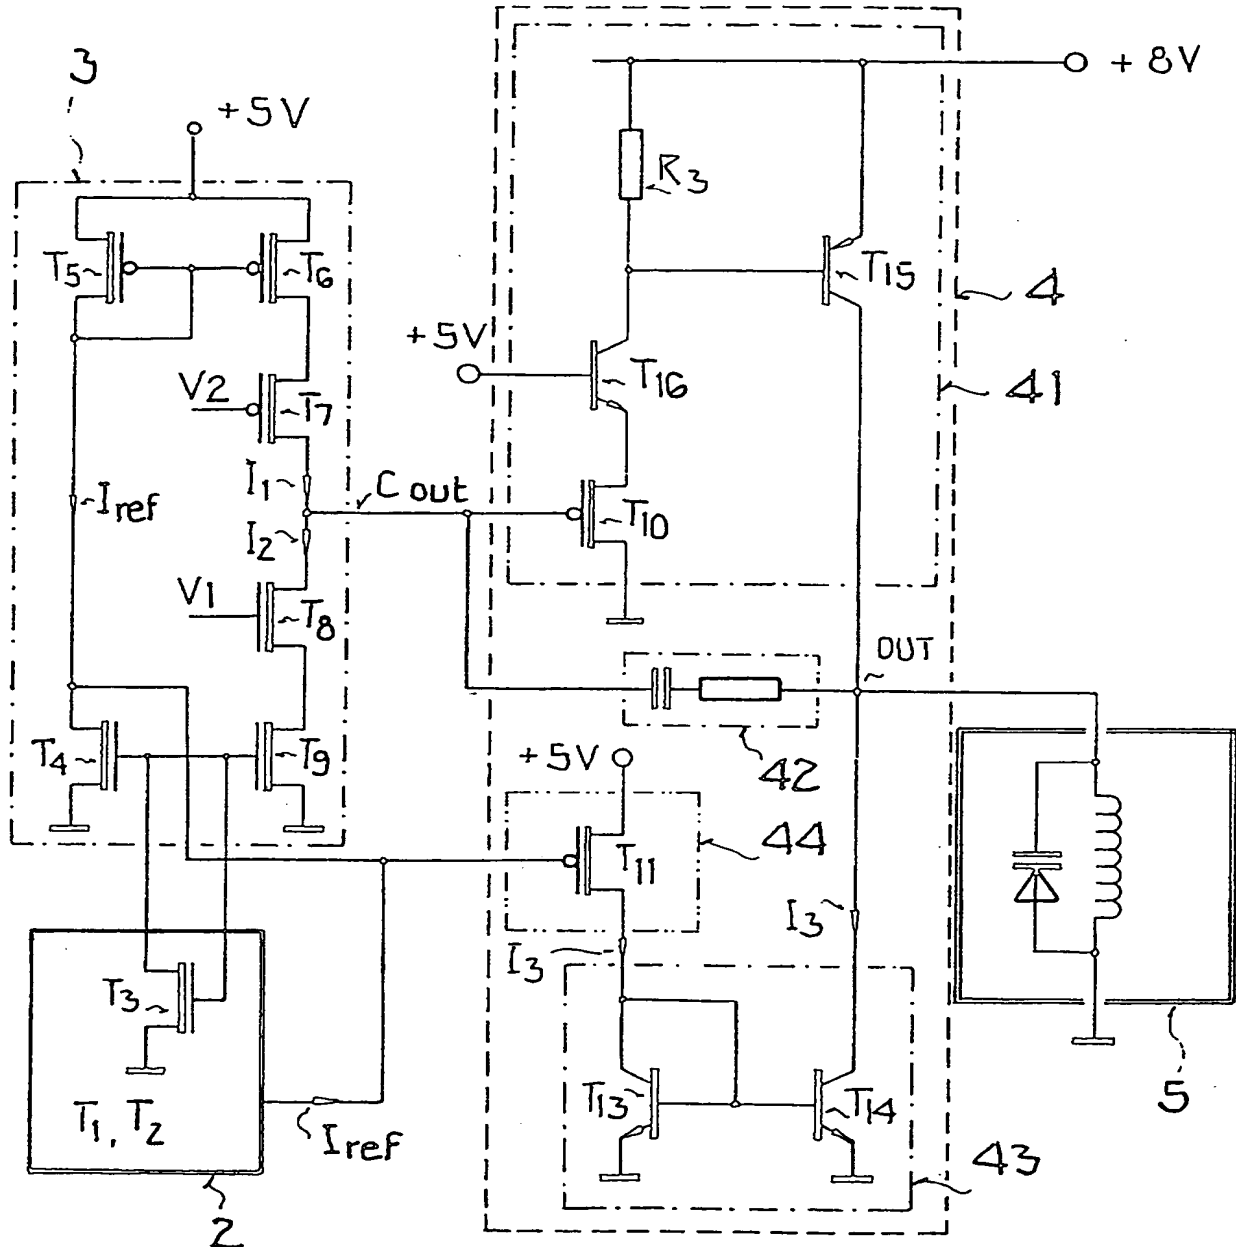 3
+5V
+8V
R3
T5
T6
T15
4
+5V
T16
41
V2
T7
I1
C OUT
Iref
T10
I2
V1
T8
OUT
T4
T9
+5V
42
44
T11
I3
I3
T3
T13
T14
5
T1, T2
Iref
43
2